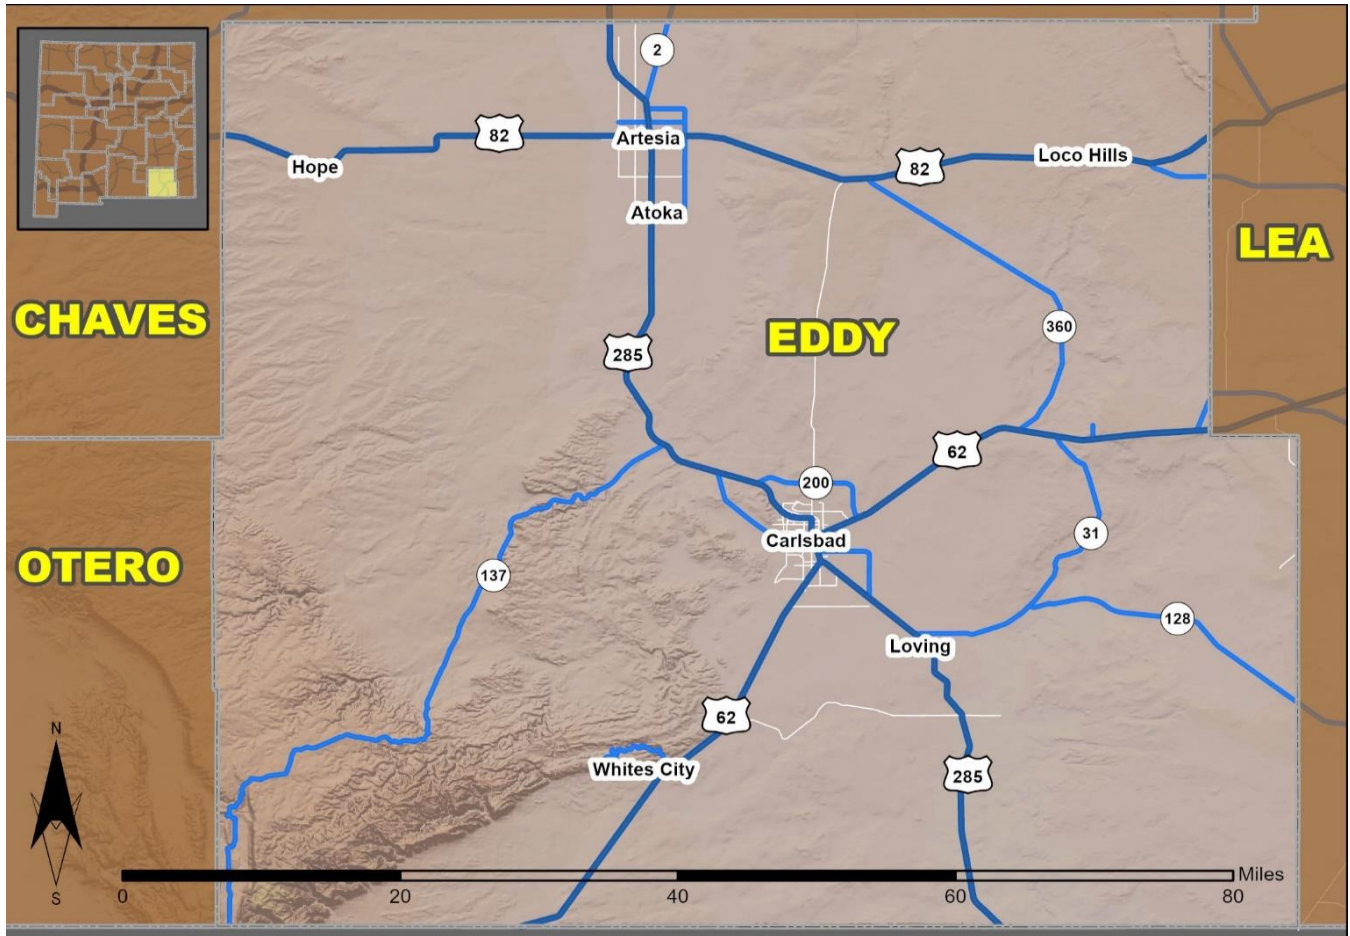 2
82
Artesia
Hope
82
Loco Hills
Atoka
LEA
CHAVES
360
EDDY
285
62
200
31
Carlsbad
OTERO
137
128
Loving
62
N
Whites City
285
S
Miles
0
20
40
60
80